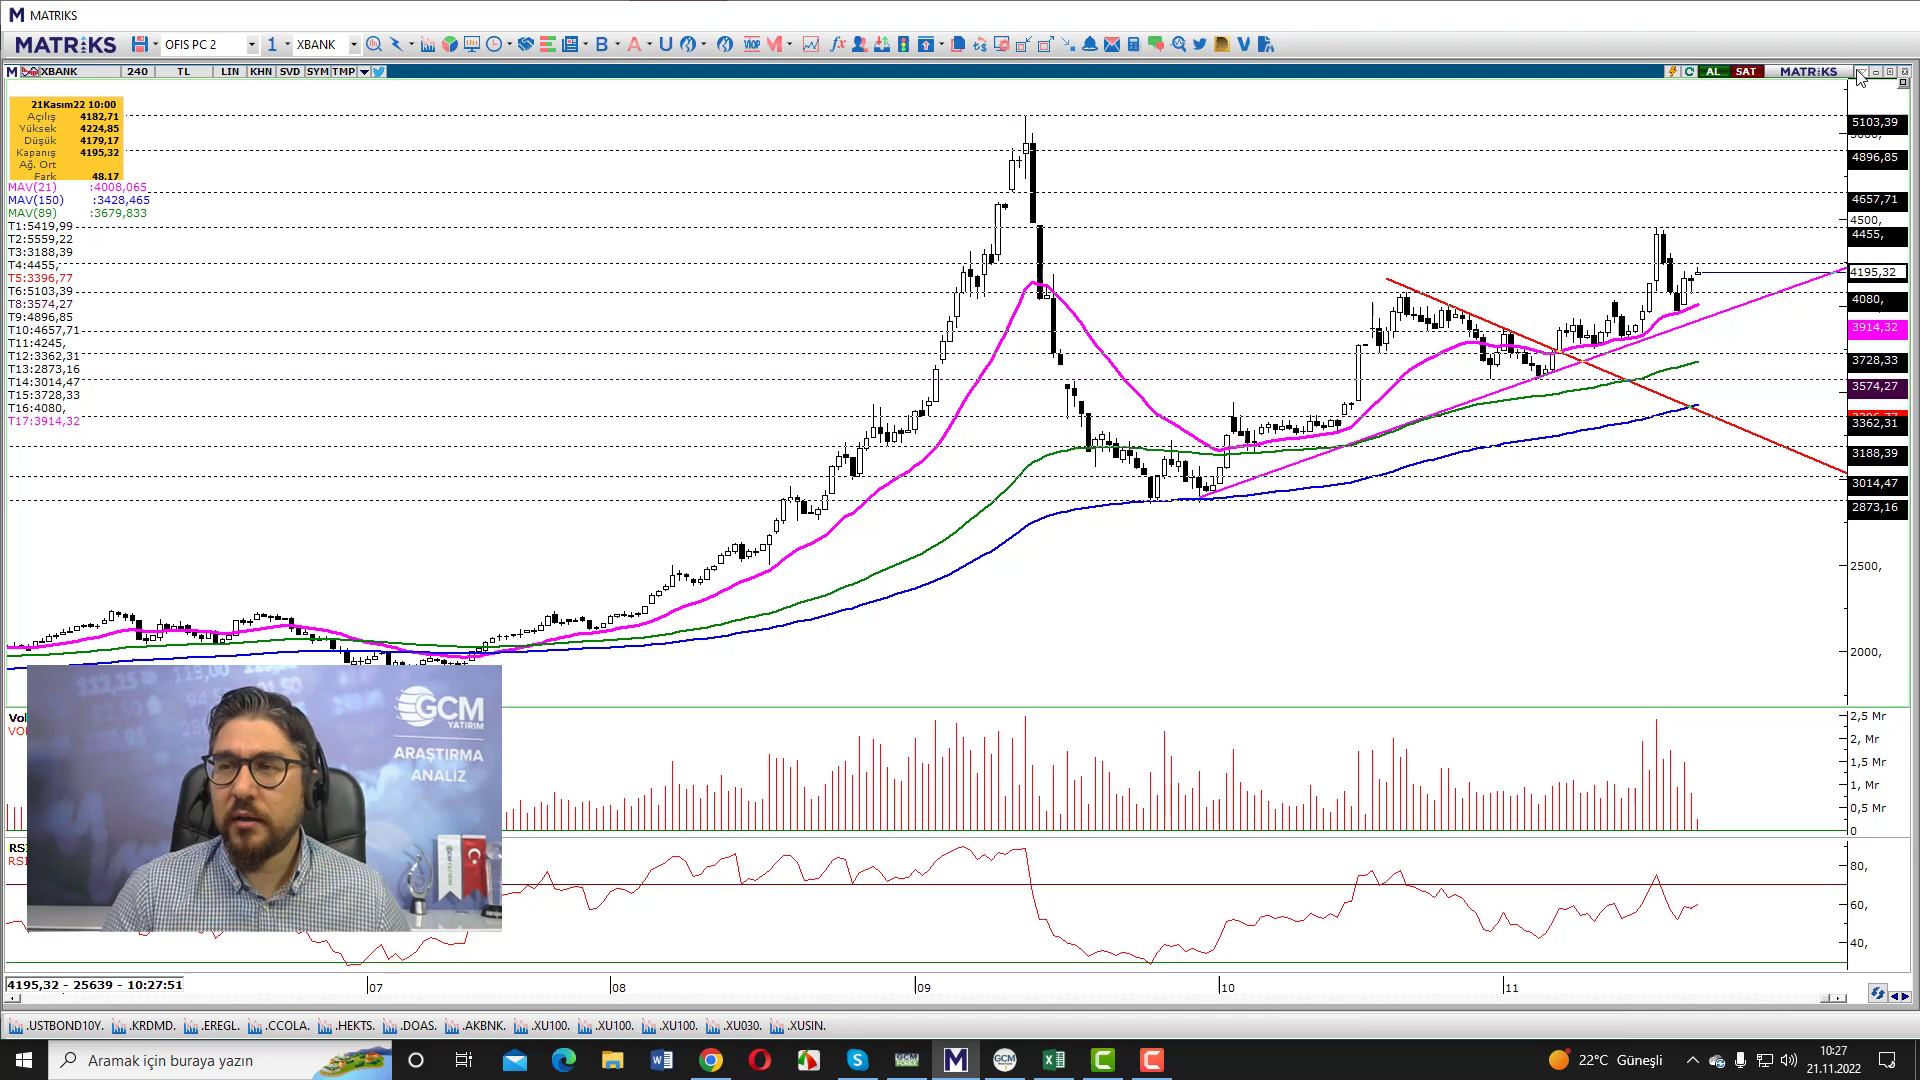 MATRIKS
MATRIKS OFIS PC 2 1 XBANK B A U VIOP M fx V
M XBANK 240 TL LIN KHN SVD SYM TMP AL SAT MATRIKS
21Kasım22 10:00
Açılış 4182,71
Yüksek 4224,85
Düşük 4179,17
Kapanış 4195,32
Ağ. Ort
Fark 48,17
MAV(21) :4008,065
MAV(150) :3428,465
MAV(89) :3679,833
T1:5419,99
T2:5559,22
T3:3188,39
T4:4455,
T5:3396,77
T6:5103,39
T8:3574,27
T9:4896,85
T10:4657,71
T11:4245,
T12:3362,31
T13:2873,16
T14:3014,47
T15:3728,33
T16:4080,
T17:3914,32
5103,39
4896,85
4657,71
4500,
4455,
4195,32
4080,
3914,32
3728,33
3574,27
3362,31
3188,39
3014,47
2873,16
2500,
2000,
GCM
YATIRIM
ARAŞTIRMA
ANALİZ
2,5 Mr
2, Mr
1,5 Mr
1, Mr
0,5 Mr
0
80,
60,
40,
4195,32 - 25639 - 10:27:51
07 08 09 10 11
.USTBOND10Y. .KRDMD. .EREGL. .CCOLA. .HEKTS. .DOAS. .AKBNK. .XU100. .XU100. .XU100. .XU030. .XUSIN.
Aramak için buraya yazın
22°C Güneşli
10:27
21.11.2022